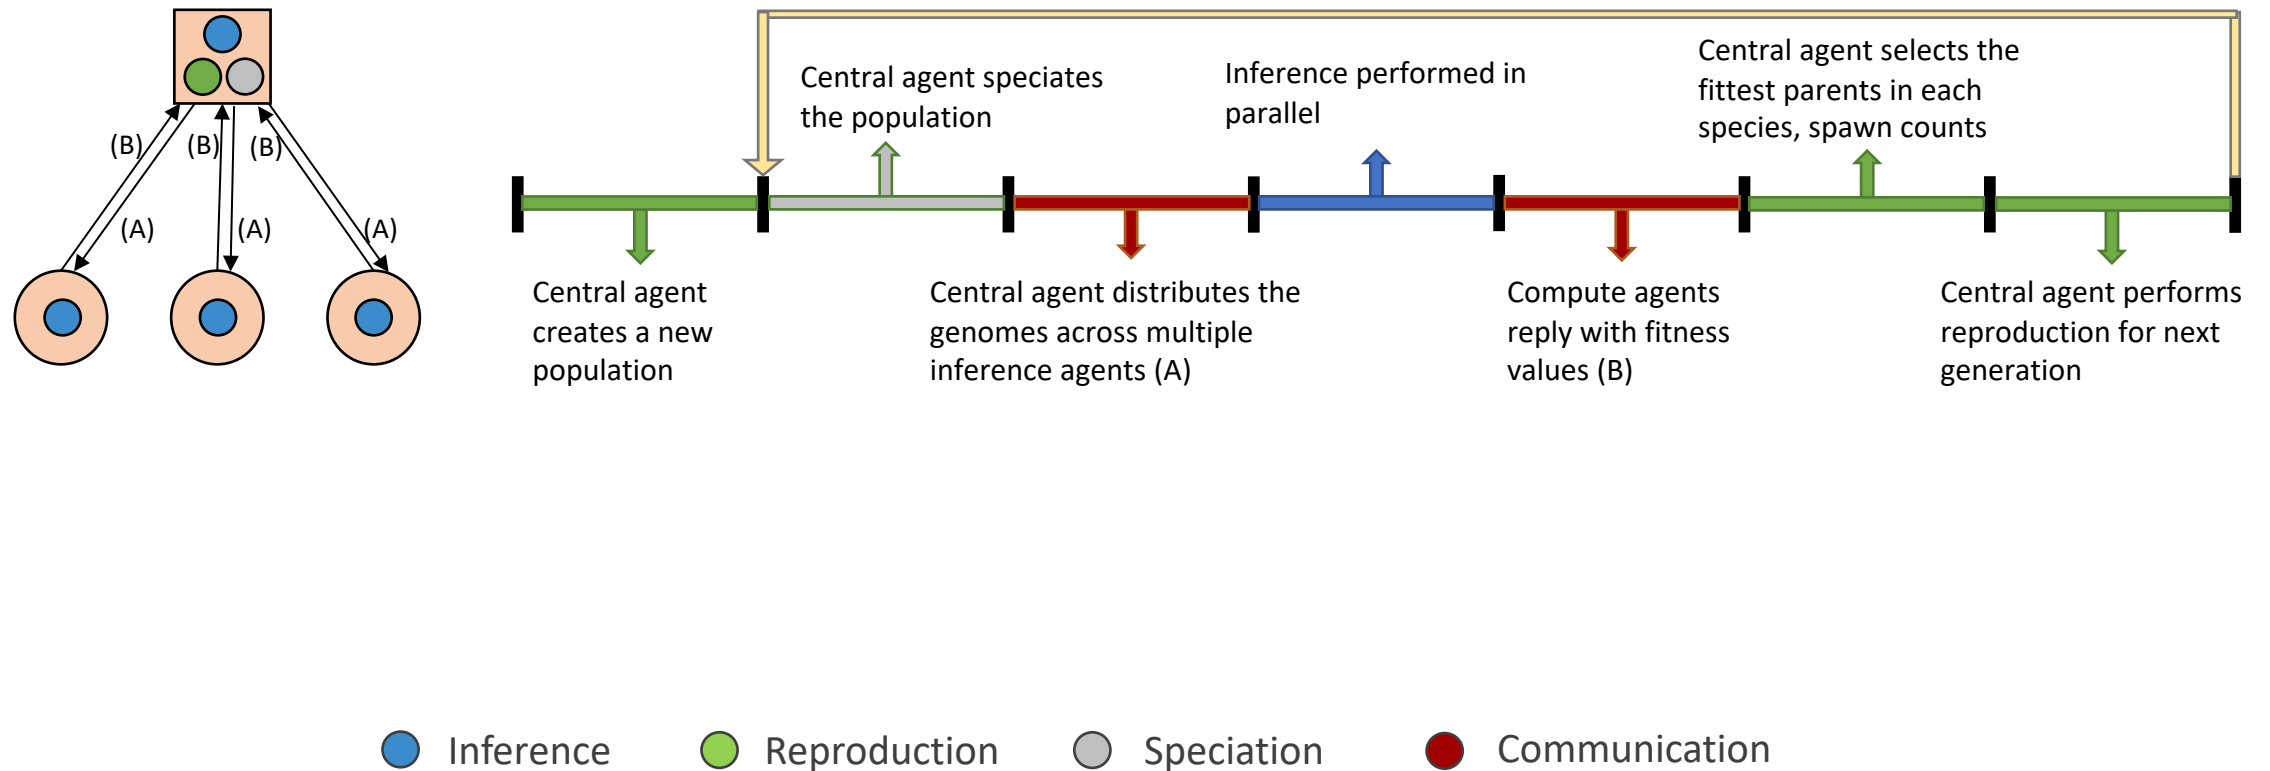 (B)
(B)
(B)
(A)
(A)
(A)
Central agent speciates
the population
Inference performed in
parallel
Central agent selects the
fittest parents in each
species, spawn counts
Central agent
creates a new
population
Central agent distributes the
genomes across multiple
inference agents (A)
Compute agents
reply with fitness
values (B)
Central agent performs
reproduction for next
generation
Inference
Reproduction
Speciation
Communication